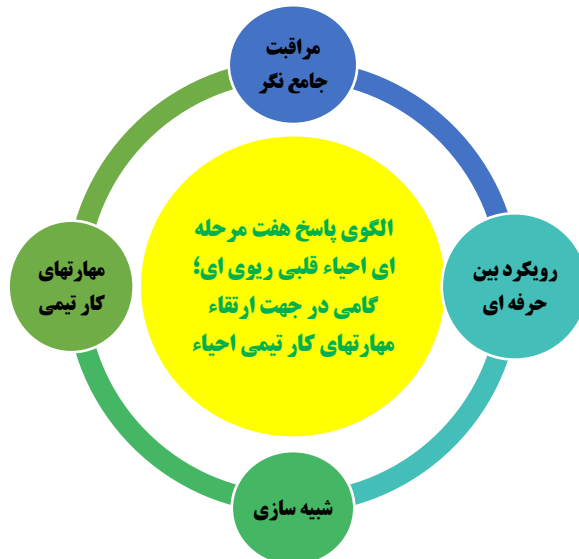 مراقبت
جامع نگر
الگوی پاسخ هفت مرحله
ای احیاء قلبی ریوی ای؛
گامی در جهت ارتقاء
مهارتهای کار تیمی احیاء
رویکرد بین
حرفه ای
مهارتهای
کار تیمی
شبیه سازی